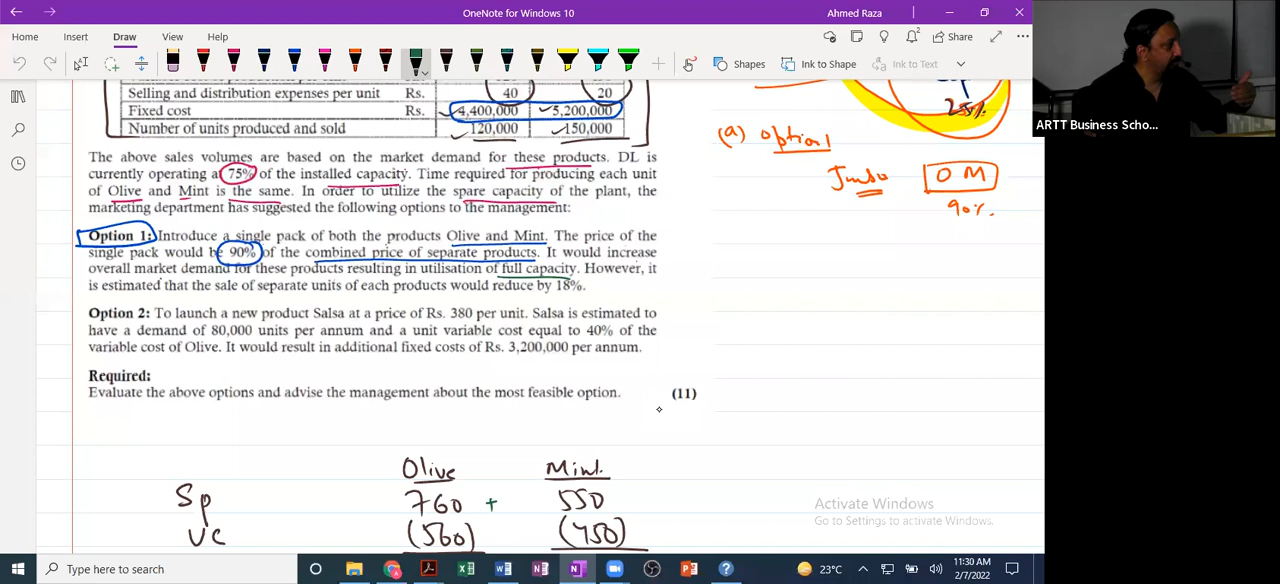 OneNote for Windows 10
Ahmed Raza
Home Insert Draw View Help
Share
Shapes
Ink to Shape
Ink to Text
Selling and distribution expenses per unit Rs. 40 20
Fixed cost Rs. 4,400,000 5,200,000
Number of units produced and sold 120,000 150,000
The above sales volumes are based on the market demand for these products. DL is
currently operating at 75% of the installed capacity. Time required for producing each unit
of Olive and Mint is the same. In order to utilize the spare capacity of the plant, the
marketing department has suggested the following options to the management:
Option 1: Introduce a single pack of both the products Olive and Mint. The price of the
single pack would be 90% of the combined price of separate products. It would increase
overall market demand for these products resulting in utilisation of full capacity. However, it
is estimated that the sale of separate units of each products would reduce by 18%.
Option 2: To launch a new product Salsa at a price of Rs. 380 per unit. Salsa is estimated to
have a demand of 80,000 units per annum and a unit variable cost equal to 40% of the
variable cost of Olive. It would result in additional fixed costs of Rs. 3,200,000 per annum.
Required:
Evaluate the above options and advise the management about the most feasible option. (11)
Olive Mint
Sp 760 + 550
VC (560) (450)
25%
(a) Option 1
Jumbo O M
90%
ARTT Business Scho...
Activate Windows
Go to Settings to activate Windows.
Type here to search
23°C
11:30 AM
2/7/2022